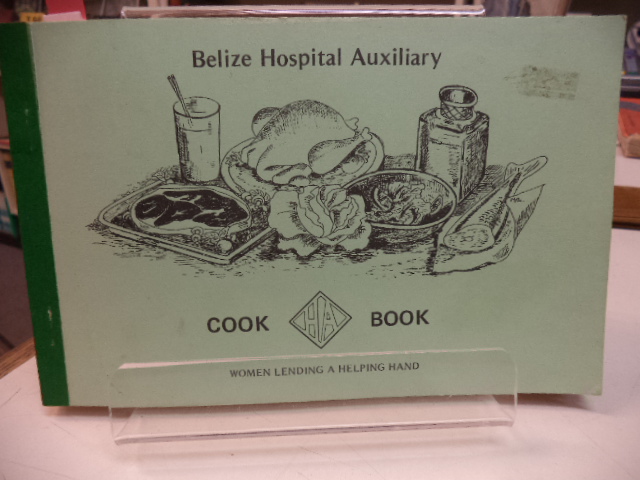 Belize Hospital Auxiliary
COOK HA BOOK
WOMEN LENDING A HELPING HAND